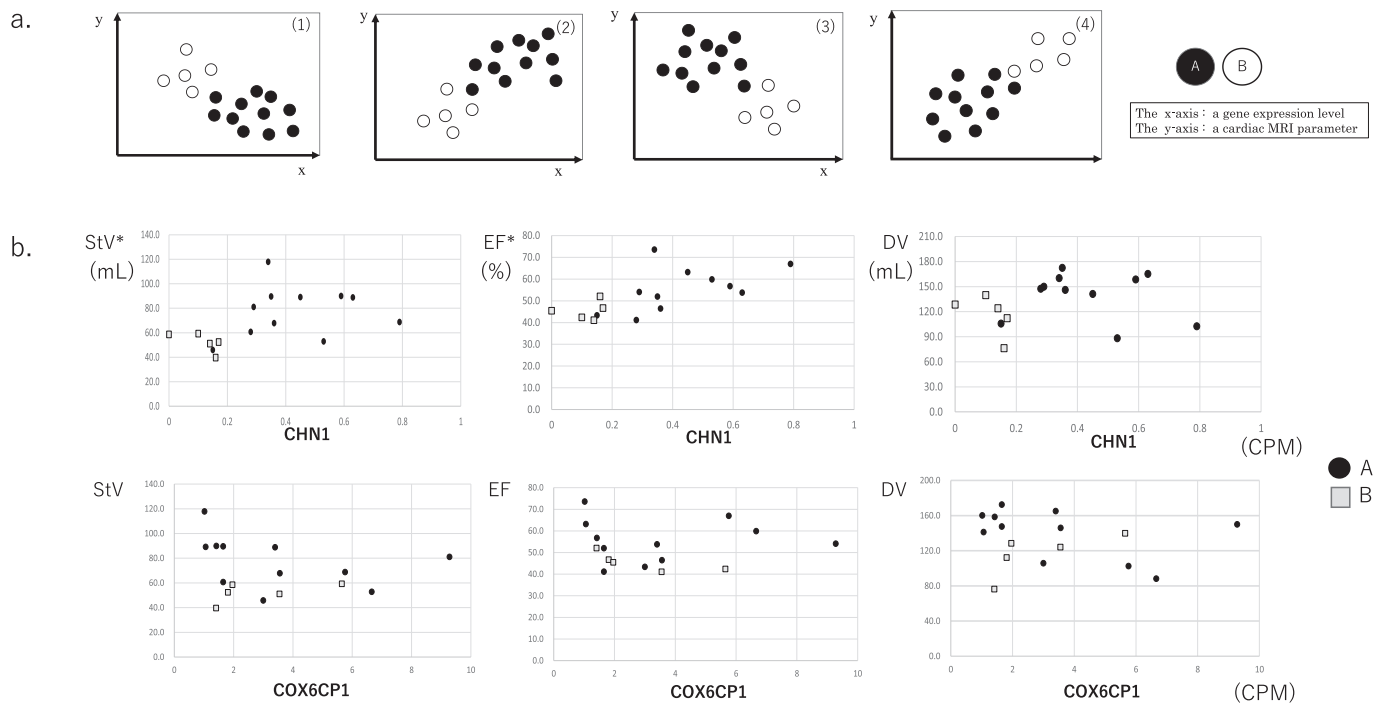 a.
y
(1)
x
y
(2)
x
y
(3)
x
y
(4)
x
A
B
The x-axis : a gene expression level
The y-axis : a cardiac MRI parameter
b.
StV*
(mL)
140.0
120.0
100.0
80.0
60.0
40.0
20.0
0.0
0 0.2 0.4 0.6 0.8 1
CHN1
EF*
(%)
80.0
70.0
60.0
50.0
40.0
30.0
20.0
10.0
0.0
0 0.2 0.4 0.6 0.8 1
CHN1
DV
(mL)
210.0
180.0
150.0
120.0
90.0
60.0
30.0
0.0
0 0.2 0.4 0.6 0.8 1
CHN1
(CPM)
A
B
StV
140.0
120.0
100.0
80.0
60.0
40.0
20.0
0.0
0 2 4 6 8 10
COX6CP1
EF
80.0
70.0
60.0
50.0
40.0
30.0
20.0
10.0
0.0
0 2 4 6 8 10
COX6CP1
DV
200.0
160.0
120.0
80.0
40.0
0.0
0 2 4 6 8 10
COX6CP1
(CPM)